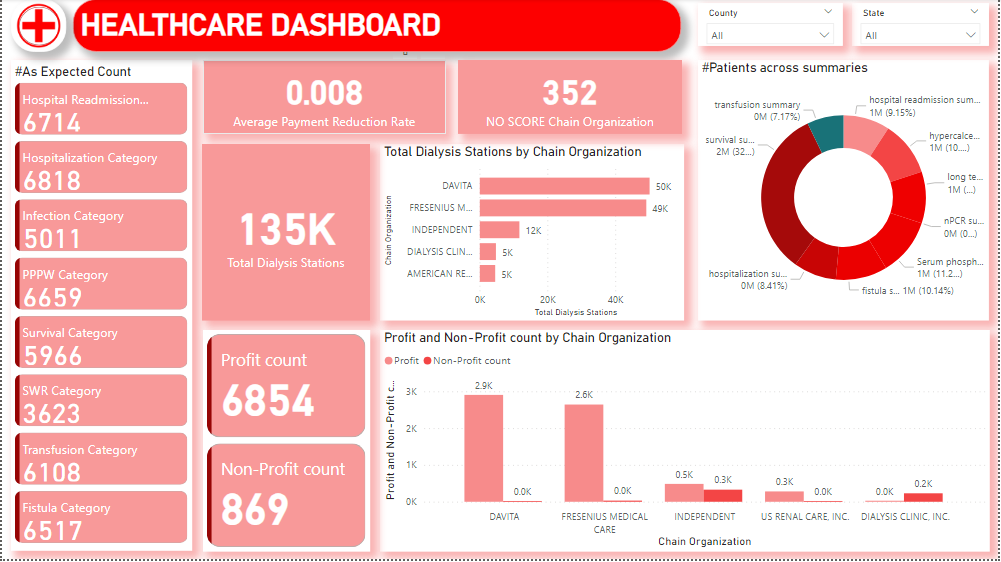 HEALTHCARE DASHBOARD
County
All
State
All
#As Expected Count
Hospital Readmission...
6714
Hospitalization Category
6818
Infection Category
5011
PPPW Category
6659
Survival Category
5966
SWR Category
3623
Transfusion Category
6108
Fistula Category
6517
0.008
Average Payment Reduction Rate
352
NO SCORE Chain Organization
135K
Total Dialysis Stations
Total Dialysis Stations by Chain Organization
Chain Organization
DAVITA
50K
FRESENIUS M...
49K
INDEPENDENT
12K
DIALYSIS CLIN...
5K
AMERICAN RE...
5K
0K 20K 40K
Total Dialysis Stations
#Patients across summaries
transfusion summary
0M (7.17%)
hospital readmission sum...
1M (9.15%)
survival su...
2M (32...)
hypercalce...
1M (10....)
long te...
1M (...)
nPCR su...
0M (0...)
Serum phosph...
1M (11.2...)
hospitalization su...
0M (8.41%)
fistula s... 1M (10.14%)
Profit count
6854
Non-Profit count
869
Profit and Non-Profit count by Chain Organization
Profit Non-Profit count
Profit and Non-Profit c...
3K
2K
1K
0K
2.9K 0.0K
2.6K 0.0K
0.5K 0.3K
0.3K 0.0K
0.0K 0.2K
DAVITA
FRESENIUS MEDICAL
CARE
INDEPENDENT
US RENAL CARE, INC.
DIALYSIS CLINIC, INC.
Chain Organization